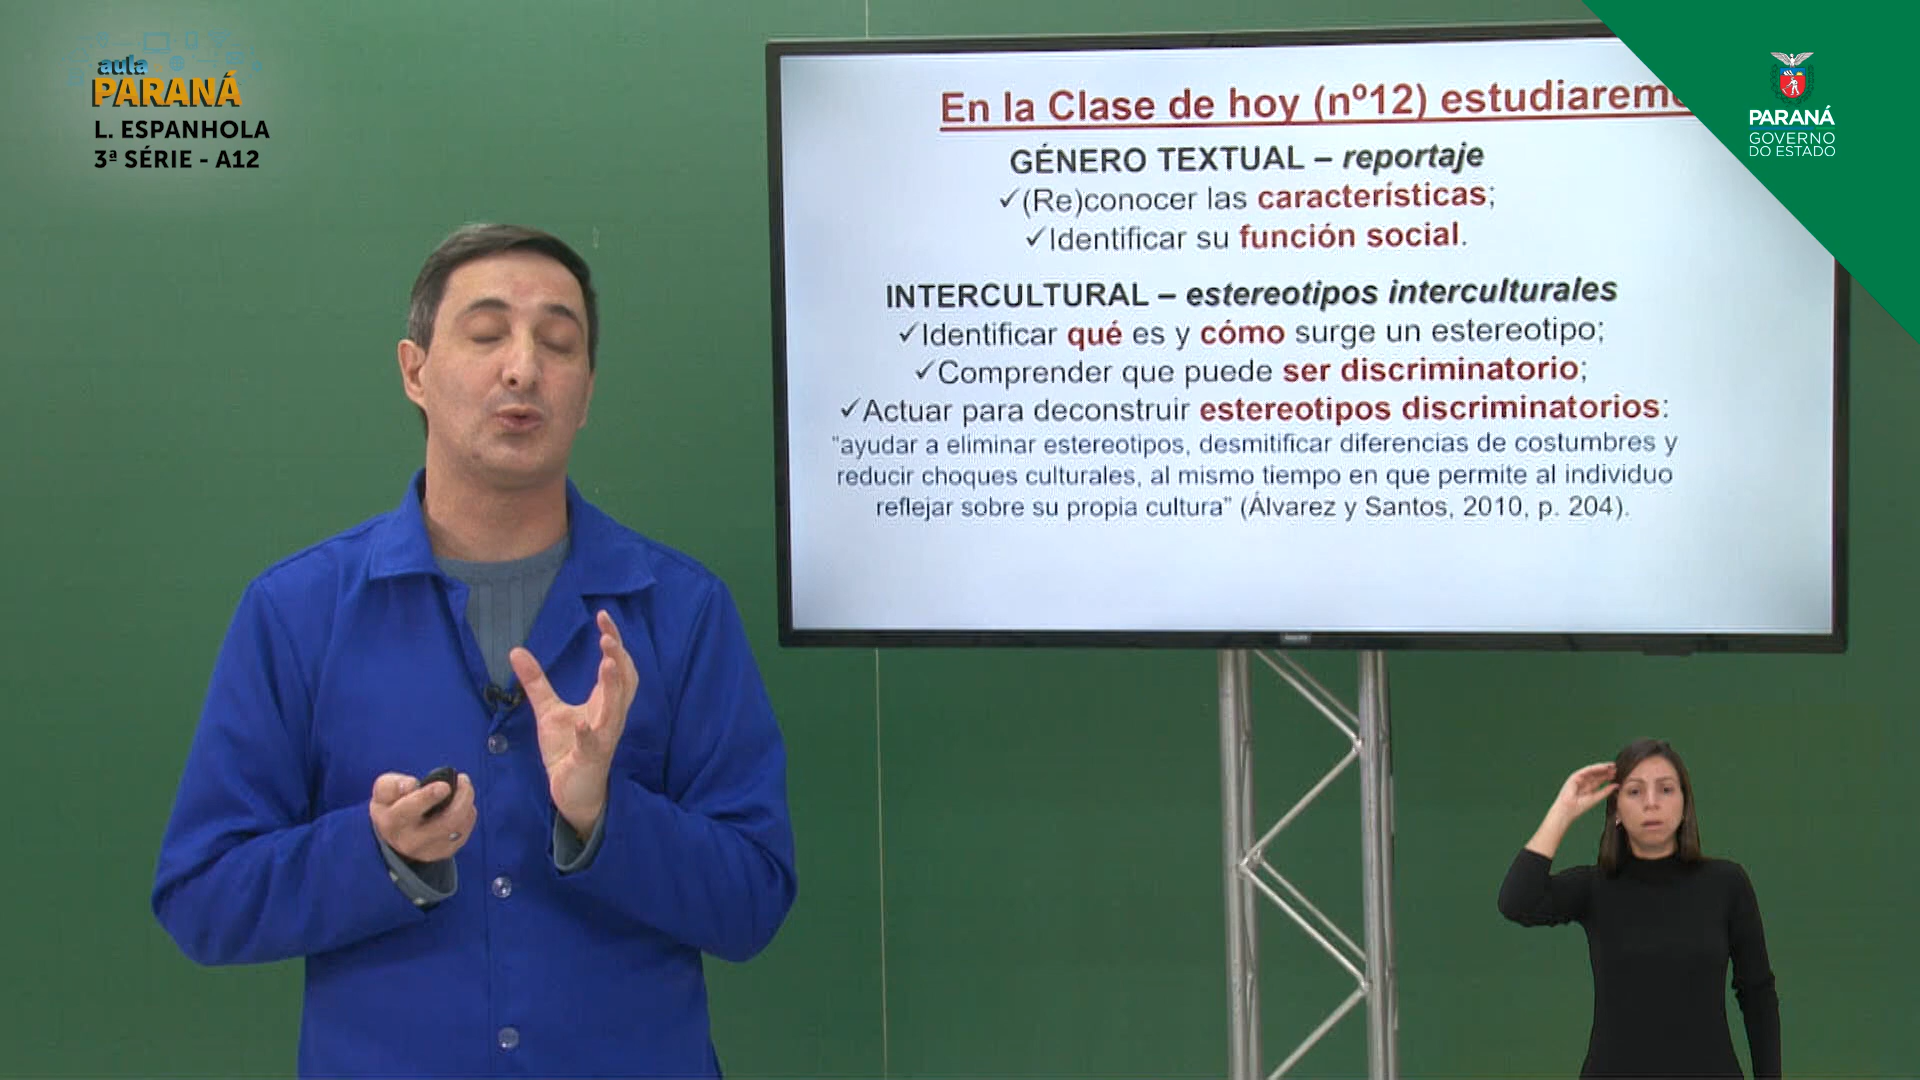 aula
PARANÁ
L. ESPANHOLA
3ª SÉRIE - A12
En la Clase de hoy (nº12) estudiarem
GÉNERO TEXTUAL – reportaje
✓(Re)conocer las características;
✓Identificar su función social.
INTERCULTURAL – estereotipos interculturales
✓Identificar qué es y cómo surge un estereotipo;
✓Comprender que puede ser discriminatorio;
✓Actuar para deconstruir estereotipos discriminatorios:
"ayudar a eliminar estereotipos, desmitificar diferencias de costumbres y
reducir choques culturales, al mismo tiempo en que permite al individuo
reflejar sobre su propia cultura" (Álvarez y Santos, 2010, p. 204).
PARANÁ
GOVERNO
DO ESTADO